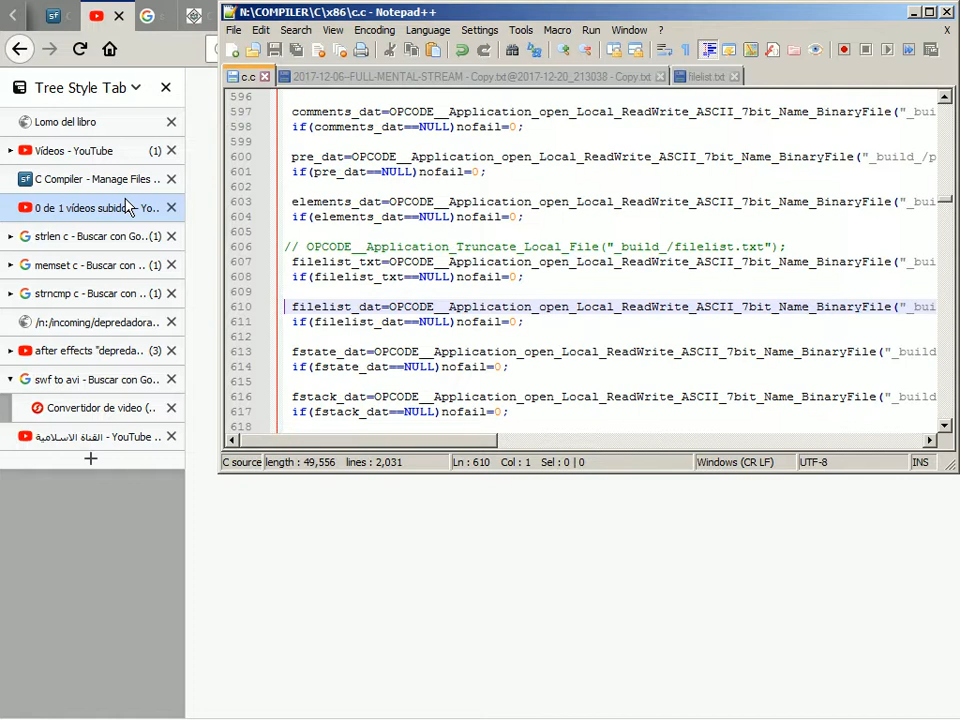 N:\COMPILER\C\x86\c.c - Notepad++
File Edit Search View Encoding Language Settings Tools Macro Run Window ? X
c.c 2017-12-06--FULL-MENTAL-STREAM - Copy.txt@2017-12-20_213038 - Copy.txt filelist.txt
Tree Style Tab
Lomo del libro
Vídeos - YouTube (1)
C Compiler - Manage Files ..
0 de 1 vídeos subido - Yo..
strlen c - Buscar con Go..(1)
memset c - Buscar con .. (1)
strncmp c - Buscar con .. (1)
/n:/incoming/depredadora..
after effects "depreda.. (3)
swf to avi - Buscar con Go..
Convertidor de video (..
القناة الاسلامية - YouTube ..
596
597 comments_dat=OPCODE__Application_open_Local_ReadWrite_ASCII_7bit_Name_BinaryFile("_bui
598 if(comments_dat==NULL)nofail=0;
599
600 pre_dat=OPCODE__Application_open_Local_ReadWrite_ASCII_7bit_Name_BinaryFile("_build_/p
601 if(pre_dat==NULL)nofail=0;
602
603 elements_dat=OPCODE__Application_open_Local_ReadWrite_ASCII_7bit_Name_BinaryFile("_bui
604 if(elements_dat==NULL)nofail=0;
605
606 // OPCODE__Application_Truncate_Local_File("_build_/filelist.txt");
607 filelist_txt=OPCODE__Application_open_Local_ReadWrite_ASCII_7bit_Name_BinaryFile("_bui
608 if(filelist_txt==NULL)nofail=0;
609
610 filelist_dat=OPCODE__Application_open_Local_ReadWrite_ASCII_7bit_Name_BinaryFile("_bui
611 if(filelist_dat==NULL)nofail=0;
612
613 fstate_dat=OPCODE__Application_open_Local_ReadWrite_ASCII_7bit_Name_BinaryFile("_build
614 if(fstate_dat==NULL)nofail=0;
615
616 fstack_dat=OPCODE__Application_open_Local_ReadWrite_ASCII_7bit_Name_BinaryFile("_build
617 if(fstack_dat==NULL)nofail=0;
618
C source length : 49,556 lines : 2,031 Ln : 610 Col : 1 Sel : 0 | 0 Windows (CR LF) UTF-8 INS